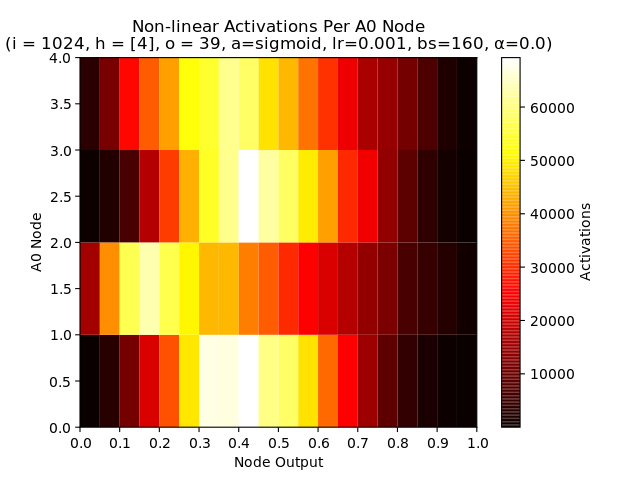 Non-linear Activations Per A0 Node
(i = 1024, h = [4], o = 39, a=sigmoid, lr=0.001, bs=160, α=0.0)
4.0
3.5
3.0
2.5
2.0
1.5
1.0
0.5
0.0
A0 Node
0.0 0.1 0.2 0.3 0.4 0.5 0.6 0.7 0.8 0.9 1.0
Node Output
60000
50000
40000
30000
20000
10000
Activations